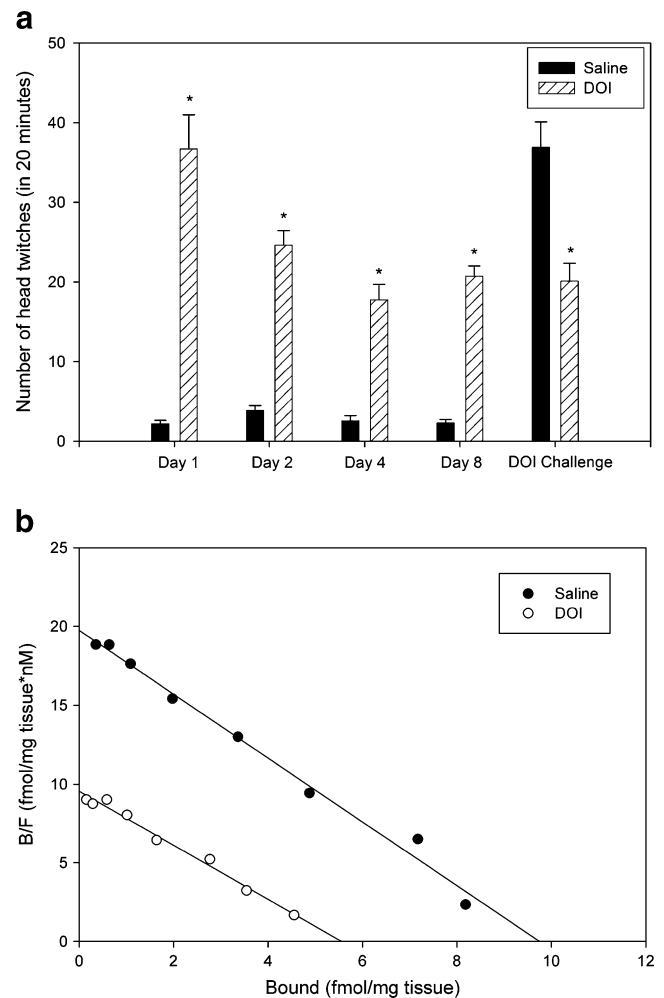 a
Number of head twitches (in 20 minutes)
50
40
30
20
10
0
Saline
DOI
*
*
*
*
*
Day 1
Day 2
Day 4
Day 8
DOI Challenge
b
B/F (fmol/mg tissue*nM)
25
20
15
10
5
0
Saline
DOI
0
2
4
6
8
10
12
Bound (fmol/mg tissue)